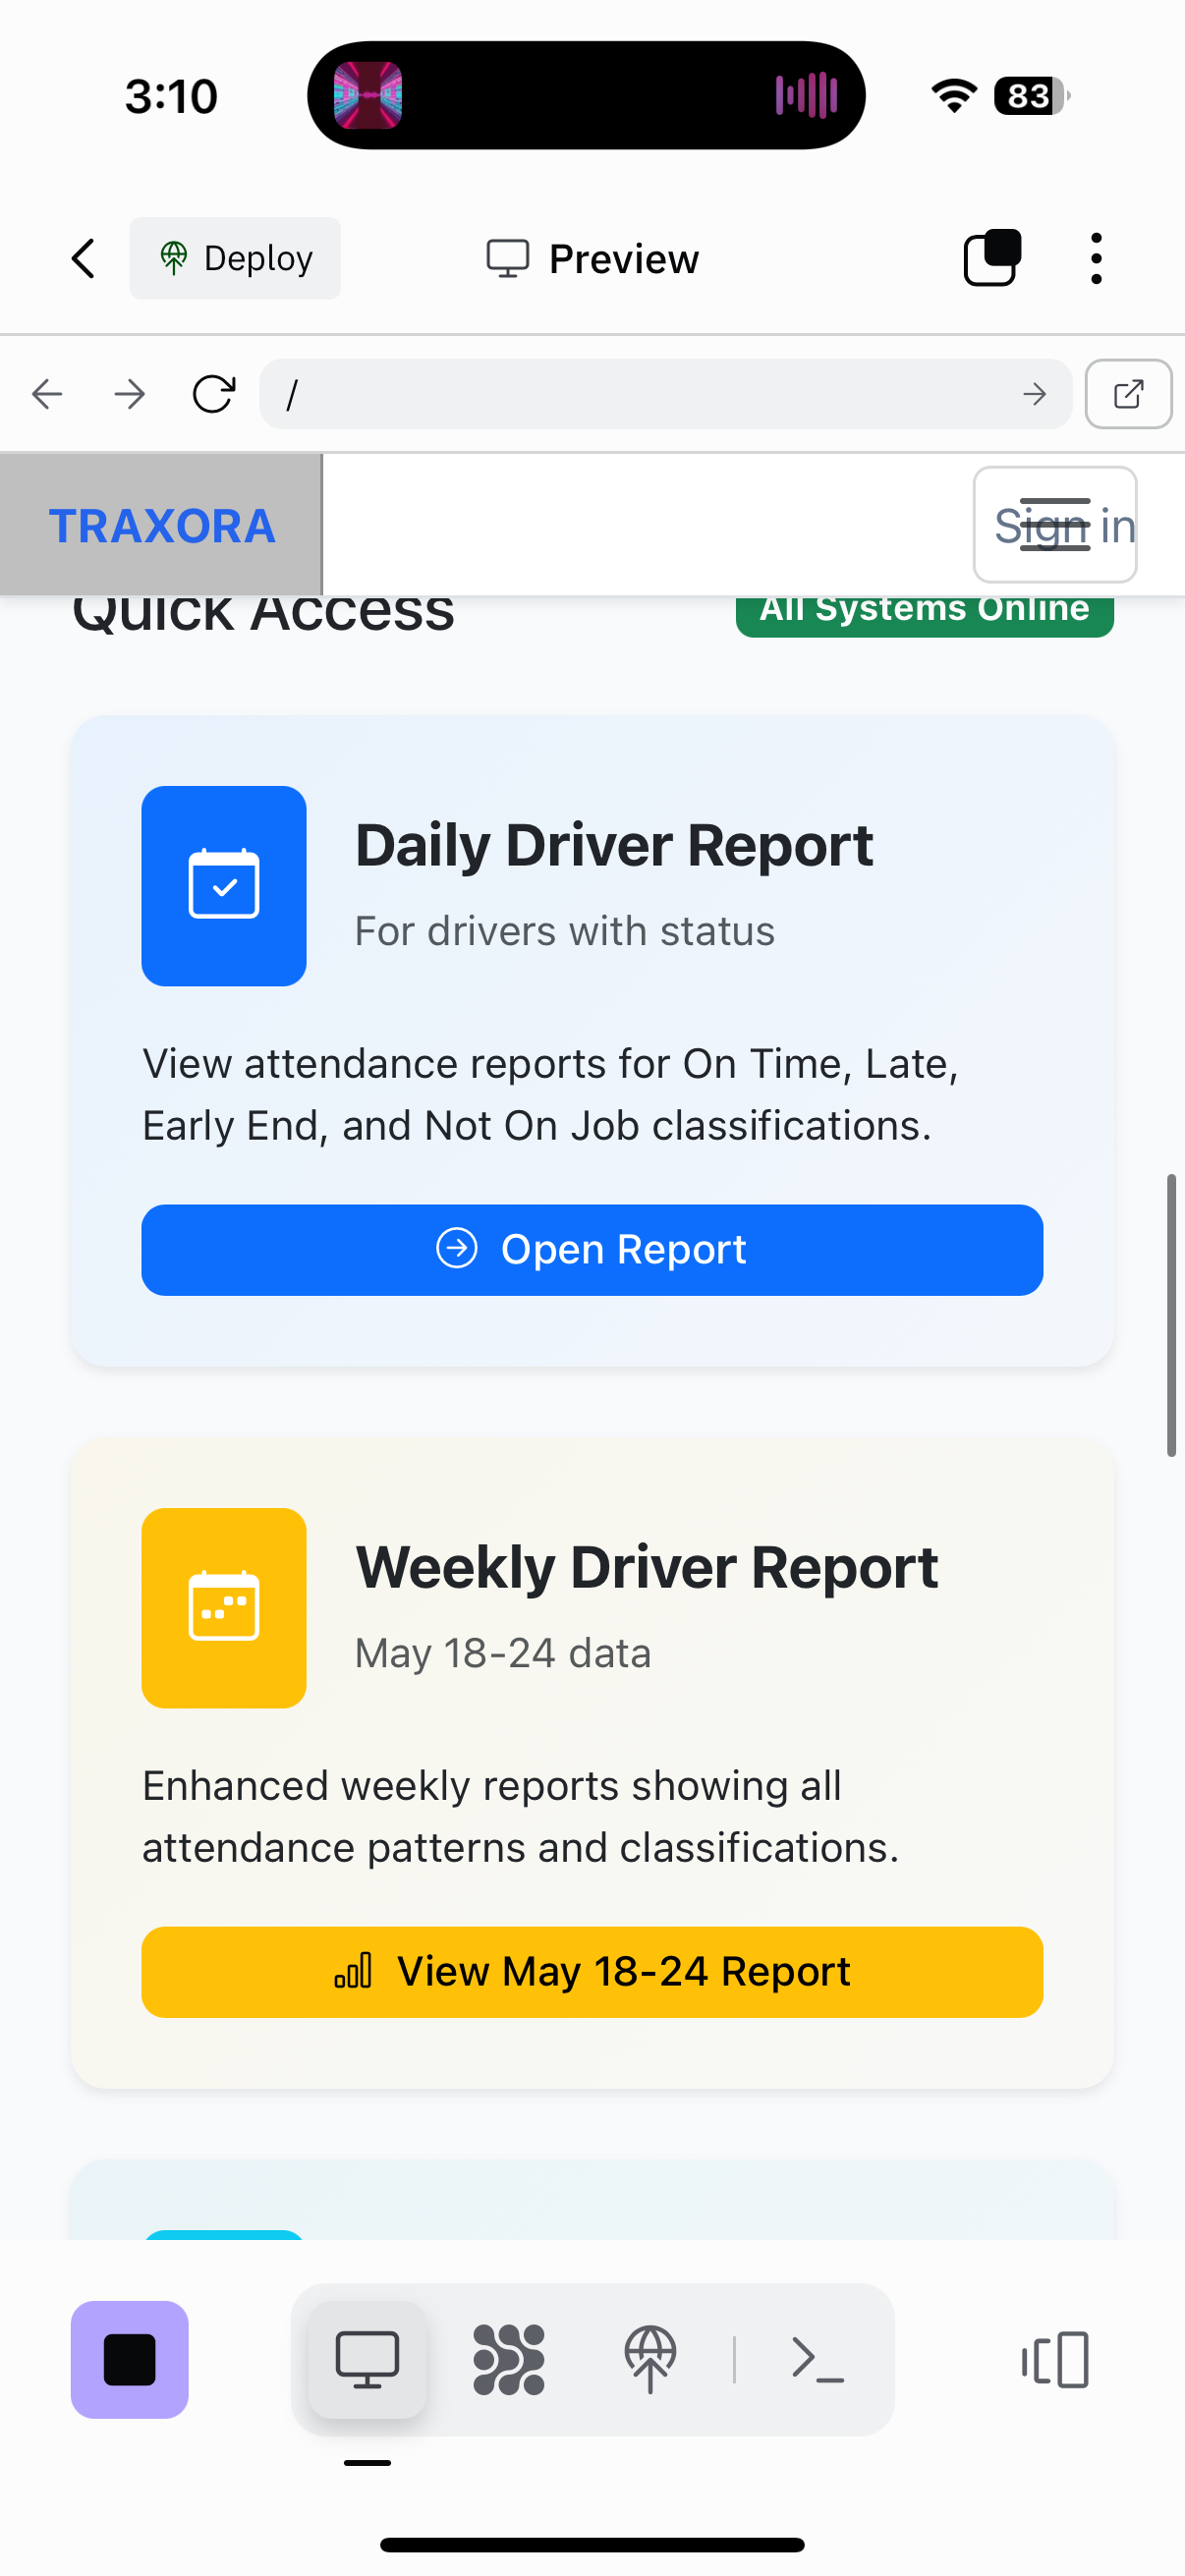 3:10
83
Deploy
Preview
/
TRAXORA
Sign in
Quick Access
All Systems Online
Daily Driver Report
For drivers with status
View attendance reports for On Time, Late,
Early End, and Not On Job classifications.
Open Report
Weekly Driver Report
May 18-24 data
Enhanced weekly reports showing all
attendance patterns and classifications.
View May 18-24 Report